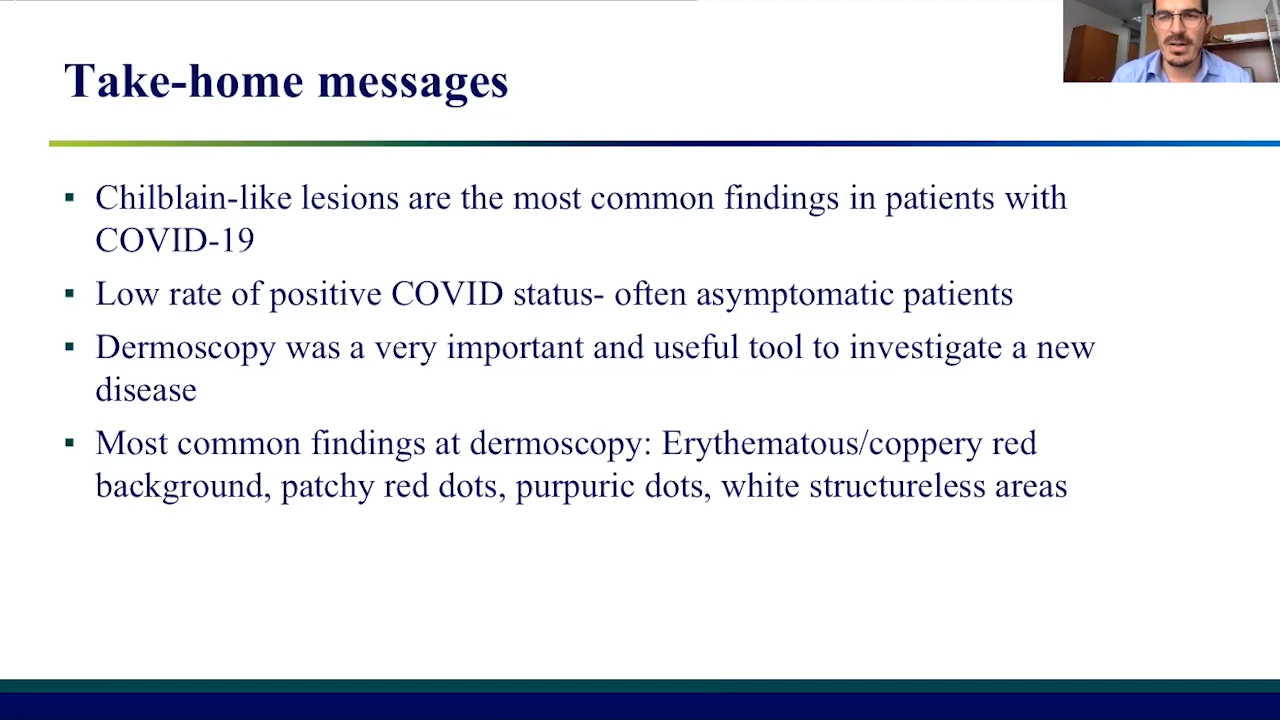 Take-home messages
▪ Chilblain-like lesions are the most common findings in patients with
COVID-19
▪ Low rate of positive COVID status- often asymptomatic patients
▪ Dermoscopy was a very important and useful tool to investigate a new
disease
▪ Most common findings at dermoscopy: Erythematous/coppery red
background, patchy red dots, purpuric dots, white structureless areas